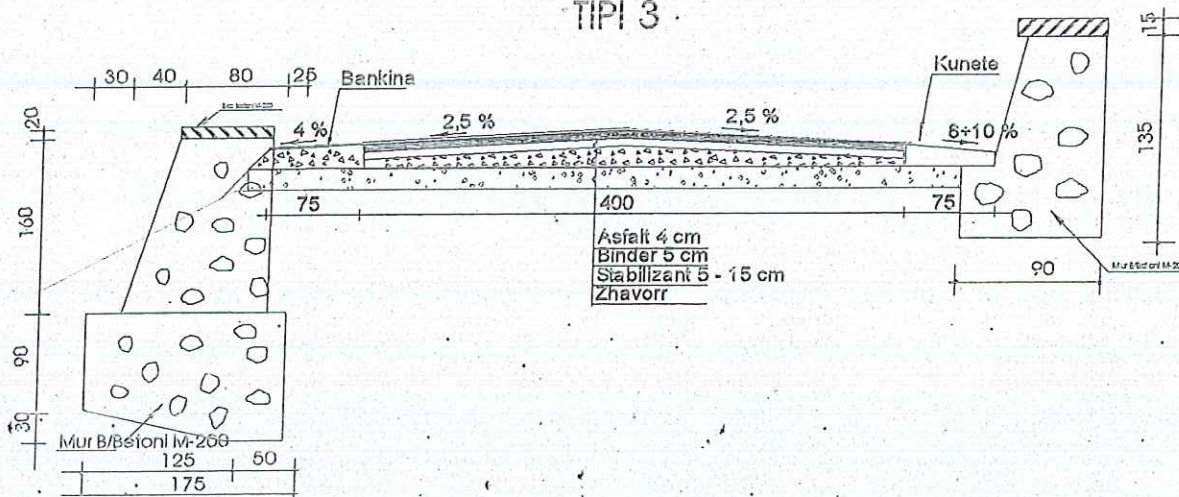 TIPI 3
30 40 80 25
Bankina
Kunete
15
20
4 %
2,5 %
2,5 %
8÷10 %
135
160
75
400
75
Asfalt 4 cm
Binder 5 cm
Stabilizant 5 - 15 cm
Zhavorr
90
90
30
Mur B/Betoni M-200
125 50
175